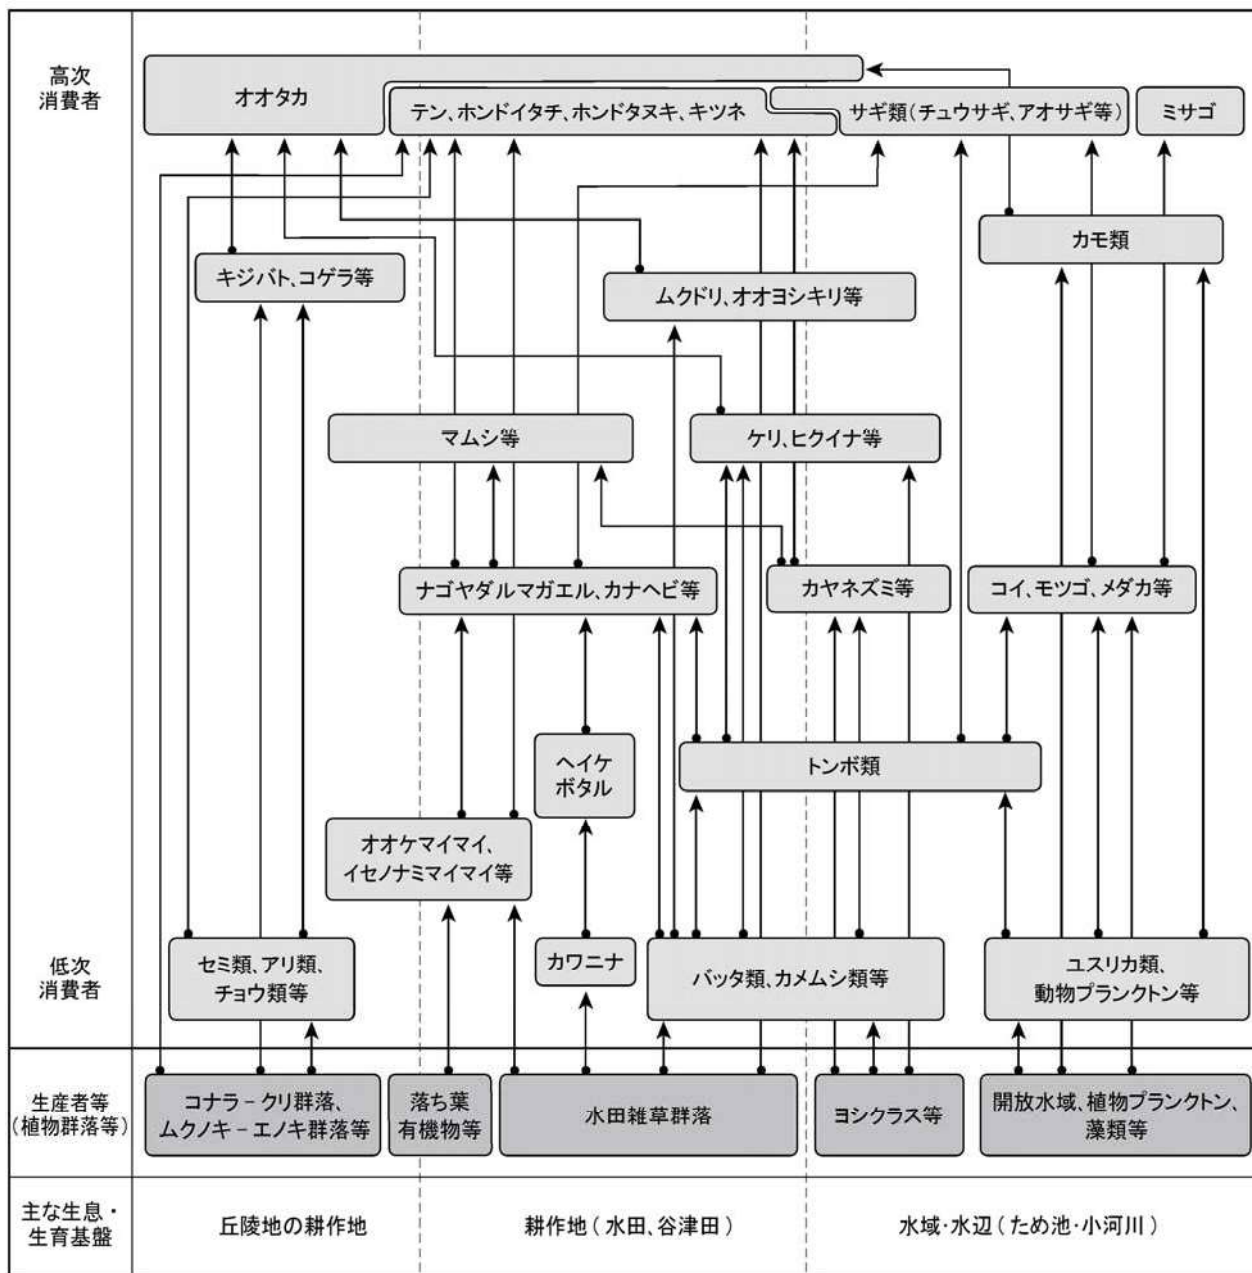 高次
消費者
オオタカ
テン、ホンドイタチ、ホンドタヌキ、キツネ
サギ類(チュウサギ、アオサギ等)
ミサゴ
カモ類
キジバト、コゲラ等
ムクドリ、オオヨシキリ等
マムシ等
ケリ、ヒクイナ等
ナゴヤダルマガエル、カナヘビ等
カヤネズミ等
コイ、モツゴ、メダカ等
ヘイケ
ボタル
トンボ類
オオケマイマイ、
イセノナミマイマイ等
低次
消費者
セミ類、アリ類、
チョウ類等
カワニナ
バッタ類、カメムシ類等
ユスリカ類、
動物プランクトン等
生産者等
(植物群落等)
コナラ－クリ群落、
ムクノキ－エノキ群落等
落ち葉
有機物等
水田雑草群落
ヨシクラス等
開放水域、植物プランクトン、
藻類等
主な生息・
生育基盤
丘陵地の耕作地
耕作地(水田、谷津田)
水域・水辺(ため池・小河川)